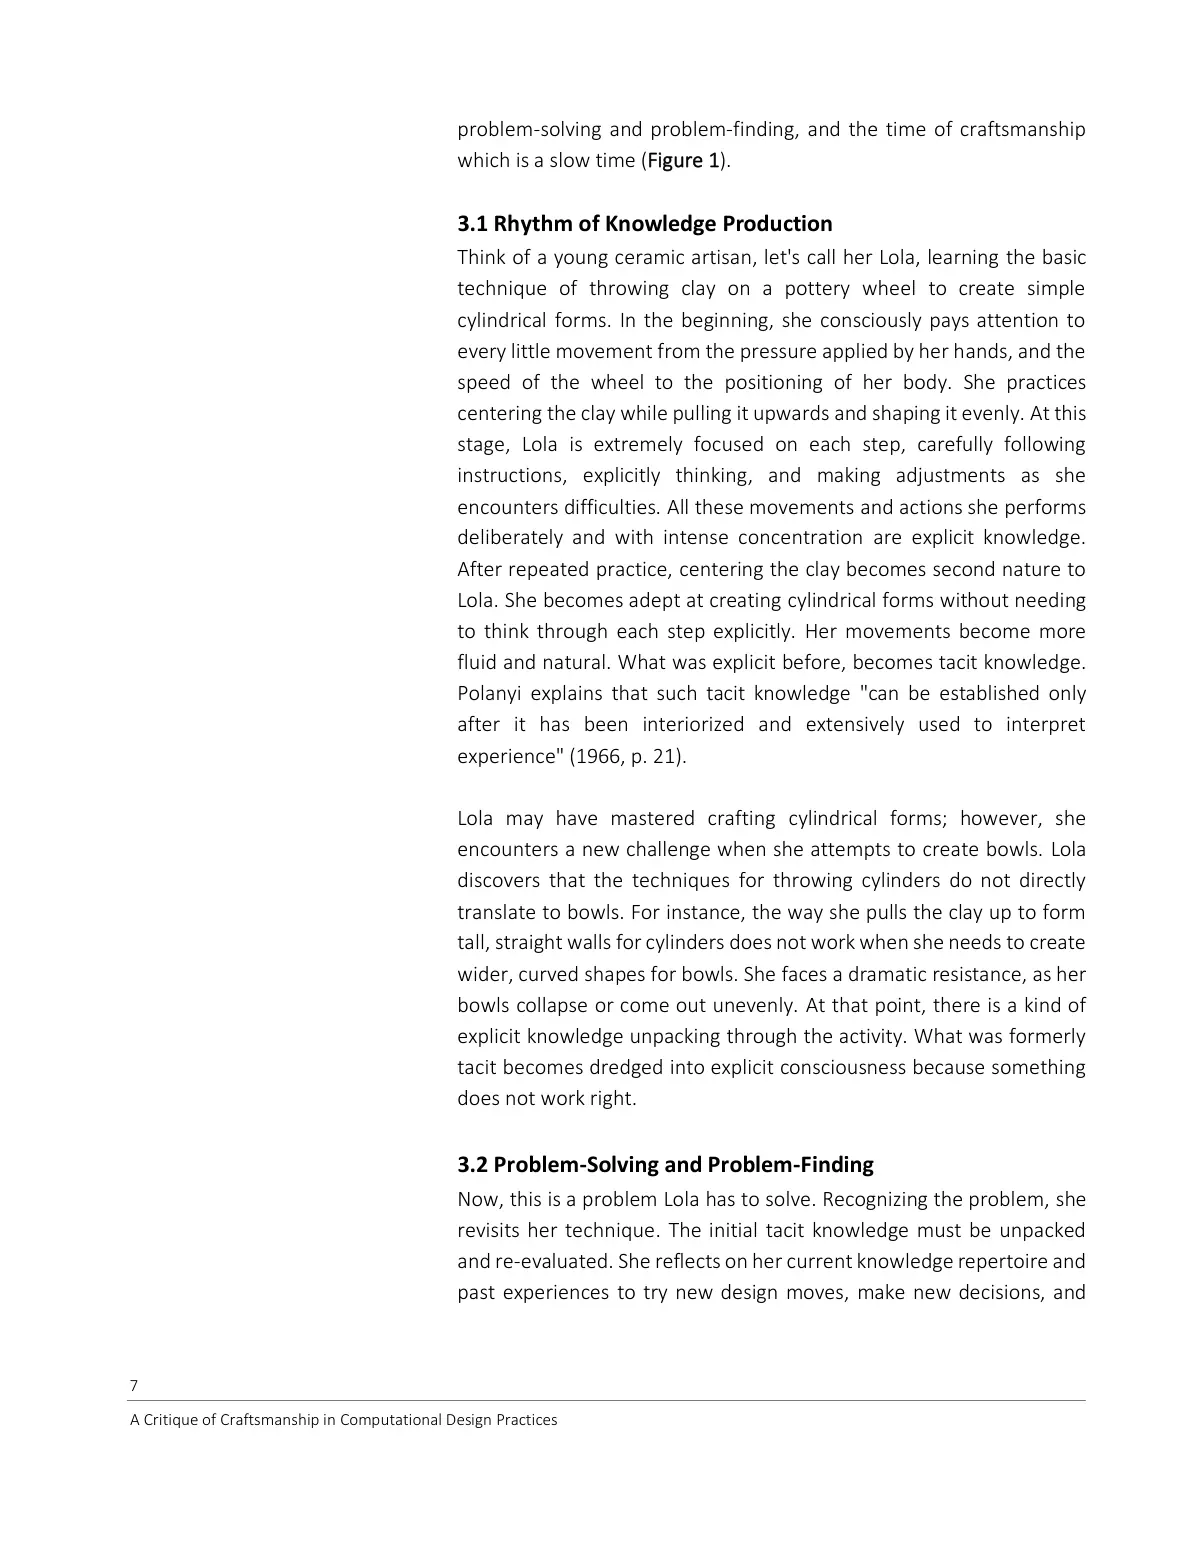 problem-solving and problem-finding, and the time of craftsmanship
which is a slow time (Figure 1).
3.1 Rhythm of Knowledge Production
Think of a young ceramic artisan, let's call her Lola, learning the basic
technique of throwing clay on a pottery wheel to create simple
cylindrical forms. In the beginning, she consciously pays attention to
every little movement from the pressure applied by her hands, and the
speed of the wheel to the positioning of her body. She practices
centering the clay while pulling it upwards and shaping it evenly. At this
stage, Lola is extremely focused on each step, carefully following
instructions, explicitly thinking, and making adjustments as she
encounters difficulties. All these movements and actions she performs
deliberately and with intense concentration are explicit knowledge.
After repeated practice, centering the clay becomes second nature to
Lola. She becomes adept at creating cylindrical forms without needing
to think through each step explicitly. Her movements become more
fluid and natural. What was explicit before, becomes tacit knowledge.
Polanyi explains that such tacit knowledge "can be established only
after it has been interiorized and extensively used to interpret
experience" (1966, p. 21).
Lola may have mastered crafting cylindrical forms; however, she
encounters a new challenge when she attempts to create bowls. Lola
discovers that the techniques for throwing cylinders do not directly
translate to bowls. For instance, the way she pulls the clay up to form
tall, straight walls for cylinders does not work when she needs to create
wider, curved shapes for bowls. She faces a dramatic resistance, as her
bowls collapse or come out unevenly. At that point, there is a kind of
explicit knowledge unpacking through the activity. What was formerly
tacit becomes dredged into explicit consciousness because something
does not work right.
3.2 Problem-Solving and Problem-Finding
Now, this is a problem Lola has to solve. Recognizing the problem, she
revisits her technique. The initial tacit knowledge must be unpacked
and re-evaluated. She reflects on her current knowledge repertoire and
past experiences to try new design moves, make new decisions, and
7
A Critique of Craftsmanship in Computational Design Practices